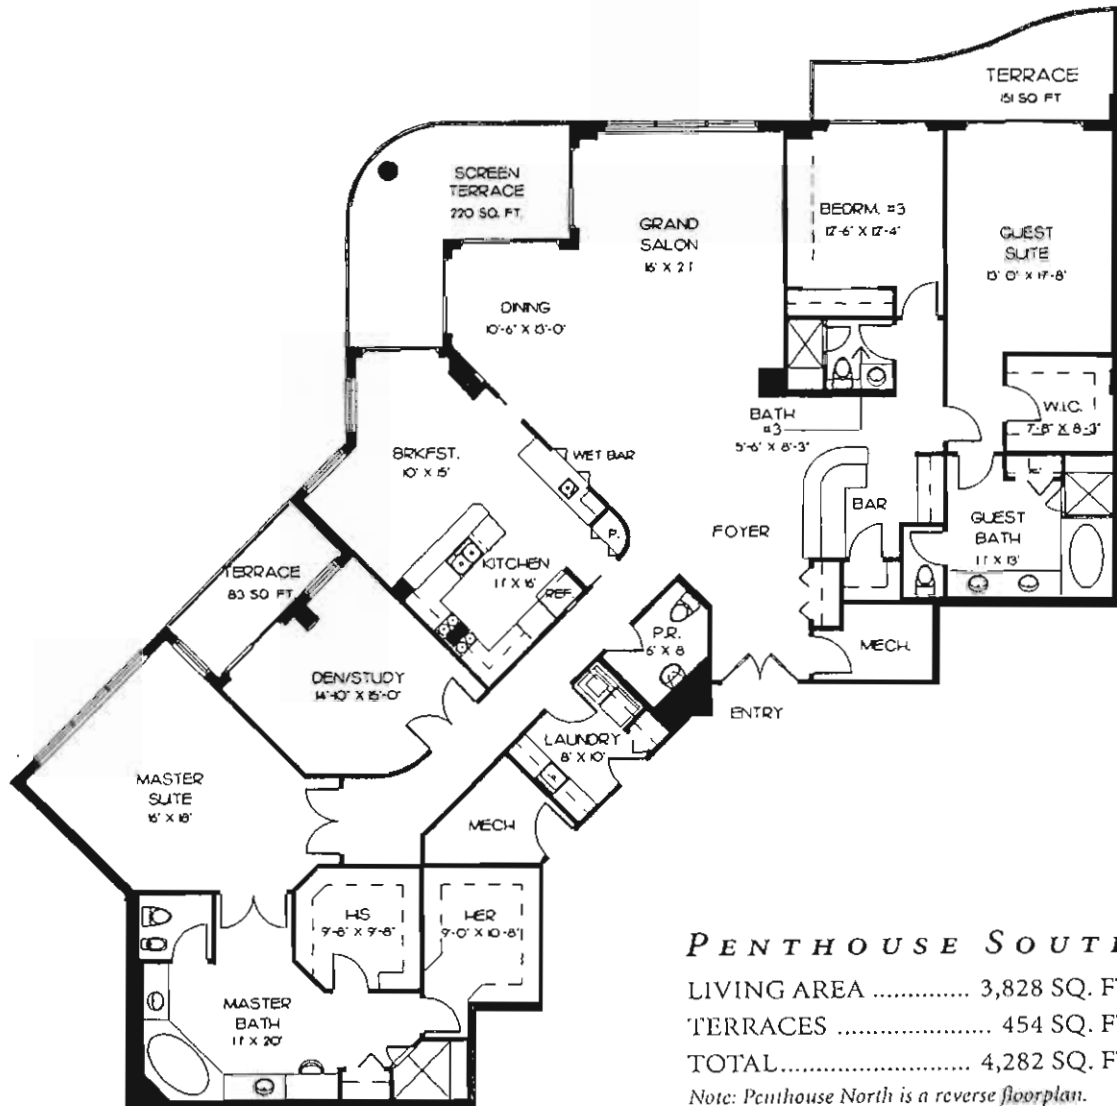 TERRACE
151 SQ FT
SCREEN
TERRACE
220 SQ. FT.
GRAND
SALON
16' X 21'
BEDRM. #3
12'-6" X 12'-4"
GUEST
SUITE
13' 0" X 17'-8"
DINING
10'-6" X 13'-0"
W.I.C.
7'-8" X 8'-3"
BATH
#3
5'-6" X 8'-3"
BRKFST.
10' X 15'
WET BAR
BAR
P.
FOYER
GUEST
BATH
11' X 13'
KITCHEN
11' X 16'
REF.
TERRACE
83 SQ FT
P.R.
6' X 8'
MECH.
DEN/STUDY
14'-10" X 15'-0"
ENTRY
LAUNDRY
8' X 10'
MASTER
SUITE
16' X 18'
MECH
HIS
9'-8" X 9'-8"
HER
9'-0" X 10'-8"
MASTER
BATH
11' X 20'
PENTHOUSE SOUTH
LIVING AREA .............. 3,828 SQ. FT
TERRACES ...................... 454 SQ. FT
TOTAL........................... 4,282 SQ. FT
Note: Penthouse North is a reverse floorplan.